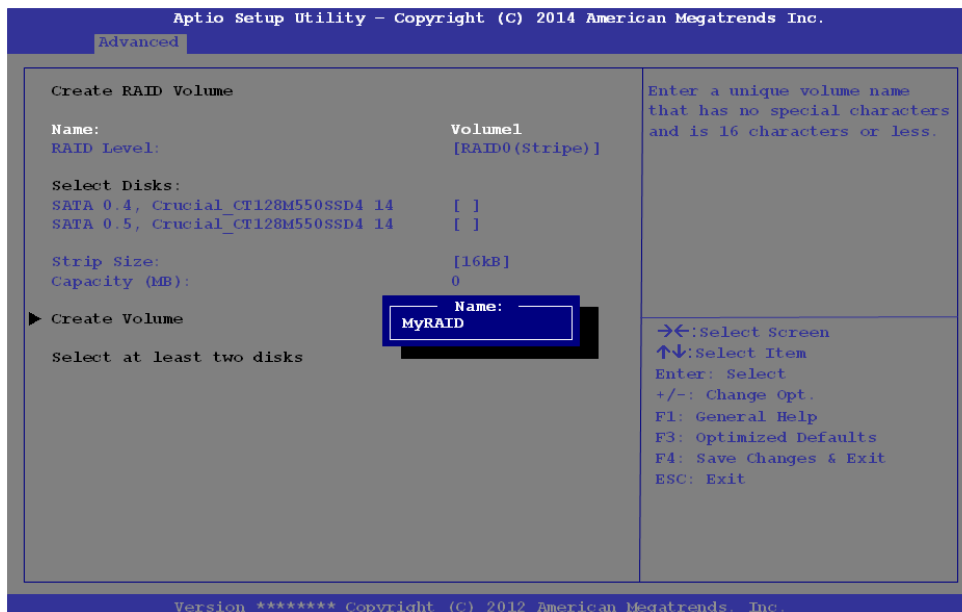 Aptio Setup Utility – Copyright (C) 2014 American Megatrends Inc.
Advanced
Create RAID Volume
Name: Volume1
RAID Level: [RAID0(Stripe)]
Select Disks:
SATA 0.4, Crucial_CT128M550SSD4 14 [ ]
SATA 0.5, Crucial_CT128M550SSD4 14 [ ]
Strip Size: [16kB]
Capacity (MB): 0
Create Volume
Select at least two disks
Name:
MyRAID
Enter a unique volume name
that has no special characters
and is 16 characters or less.
→←:Select Screen
↑↓:Select Item
Enter: Select
+/-: Change Opt.
F1: General Help
F3: Optimized Defaults
F4: Save Changes & Exit
ESC: Exit
Version ******** Copyright (C) 2012 American Megatrends, Inc.